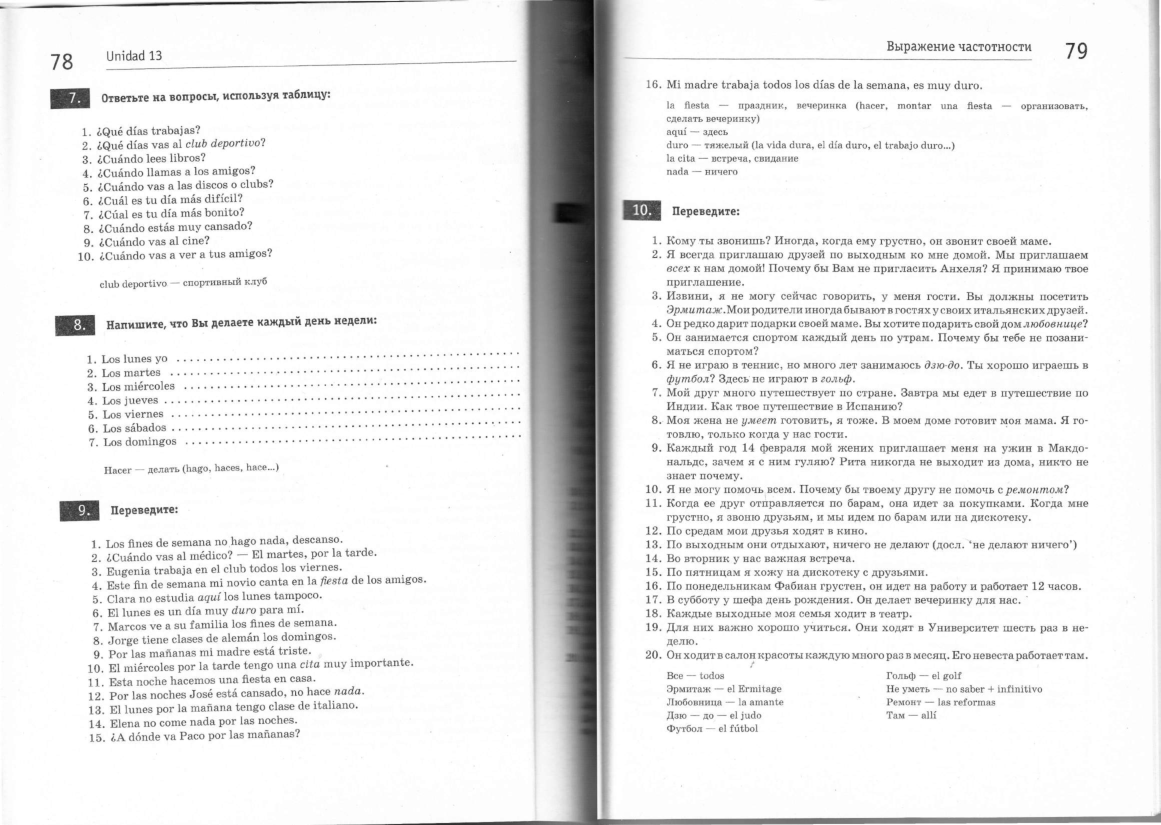 78 Unidad 13
7. Ответьте на вопросы, используя таблицу:
1. ¿Qué días trabajas?
2. ¿Qué días vas al club deportivo?
3. ¿Cuándo lees libros?
4. ¿Cuándo llamas a los amigos?
5. ¿Cuándo vas a las discos o clubs?
6. ¿Cuál es tu día más difícil?
7. ¿Cúal es tu día más bonito?
8. ¿Cuándo estás muy cansado?
9. ¿Cuándo vas al cine?
10. ¿Cuándo vas a ver a tus amigos?
club deportivo — спортивный клуб
8. Напишите, что Вы делаете каждый день недели:
1. Los lunes yo ....................................................
2. Los martes ....................................................
3. Los miércoles ..................................................
4. Los jueves .....................................................
5. Los viernes ....................................................
6. Los sábados ....................................................
7. Los domingos ..................................................
Hacer — делать (hago, haces, hace...)
9. Переведите:
1. Los fines de semana no hago nada, descanso.
2. ¿Cuándo vas al médico? — El martes, por la tarde.
3. Eugenia trabaja en el club todos los viernes.
4. Este fin de semana mi novio canta en la fiesta de los amigos.
5. Clara no estudia aquí los lunes tampoco.
6. El lunes es un día muy duro para mí.
7. Marcos ve a su familia los fines de semana.
8. Jorge tiene clases de alemán los domingos.
9. Por las mañanas mi madre está triste.
10. El miércoles por la tarde tengo una cita muy importante.
11. Esta noche hacemos una fiesta en casa.
12. Por las noches José está cansado, no hace nada.
13. El lunes por la mañana tengo clase de italiano.
14. Elena no come nada por las noches.
15. ¿A dónde va Paco por las mañanas?
Выражение частотности 79
16. Mi madre trabaja todos los días de la semana, es muy duro.
la fiesta — праздник, вечеринка (hacer, montar una fiesta — организовать,
сделать вечеринку)
aquí — здесь
duro — тяжелый (la vida dura, el día duro, el trabajo duro...)
la cita — встреча, свидание
nada — ничего
10. Переведите:
1. Кому ты звонишь? Иногда, когда ему грустно, он звонит своей маме.
2. Я всегда приглашаю друзей по выходным ко мне домой. Мы приглашаем
всех к нам домой! Почему бы Вам не пригласить Анхеля? Я принимаю твое
приглашение.
3. Извини, я не могу сейчас говорить, у меня гости. Вы должны посетить
Эрмитаж.Мои родители иногда бывают в гостях у своих итальянских друзей.
4. Он редко дарит подарки своей маме. Вы хотите подарить свой дом любовнице?
5. Он занимается спортом каждый день по утрам. Почему бы тебе не позани-
маться спортом?
6. Я не играю в теннис, но много лет занимаюсь дзю-до. Ты хорошо играешь в
футбол? Здесь не играют в гольф.
7. Мой друг много путешествует по стране. Завтра мы едет в путешествие по
Индии. Как твое путешествие в Испанию?
8. Моя жена не умеет готовить, я тоже. В моем доме готовит моя мама. Я го-
товлю, только когда у нас гости.
9. Каждый год 14 февраля мой жених приглашает меня на ужин в Макдо-
нальдс, зачем я с ним гуляю? Рита никогда не выходит из дома, никто не
знает почему.
10. Я не могу помочь всем. Почему бы твоему другу не помочь с ремонтом?
11. Когда ее друг отправляется по барам, она идет за покупками. Когда мне
грустно, я звоню друзьям, и мы идем по барам или на дискотеку.
12. По средам мои друзья ходят в кино.
13. По выходным они отдыхают, ничего не делают (досл. ‘не делают ничего’)
14. Во вторник у нас важная встреча.
15. По пятницам я хожу на дискотеку с друзьями.
16. По понедельникам Фабиан грустен, он идет на работу и работает 12 часов.
17. В субботу у шефа день рождения. Он делает вечеринку для нас.
18. Каждые выходные моя семья ходит в театр.
19. Для них важно хорошо учиться. Они ходят в Университет шесть раз в не-
делю.
20. Он ходит в салон красоты каждую много раз в месяц. Его невеста работает там.
Все — todos
Эрмитаж — el Ermitage
Любовница — la amante
Дзю — до — el judo
Футбол — el fútbol
Гольф — el golf
Не уметь — no saber + infinitivo
Ремонт — las reformas
Там — allí